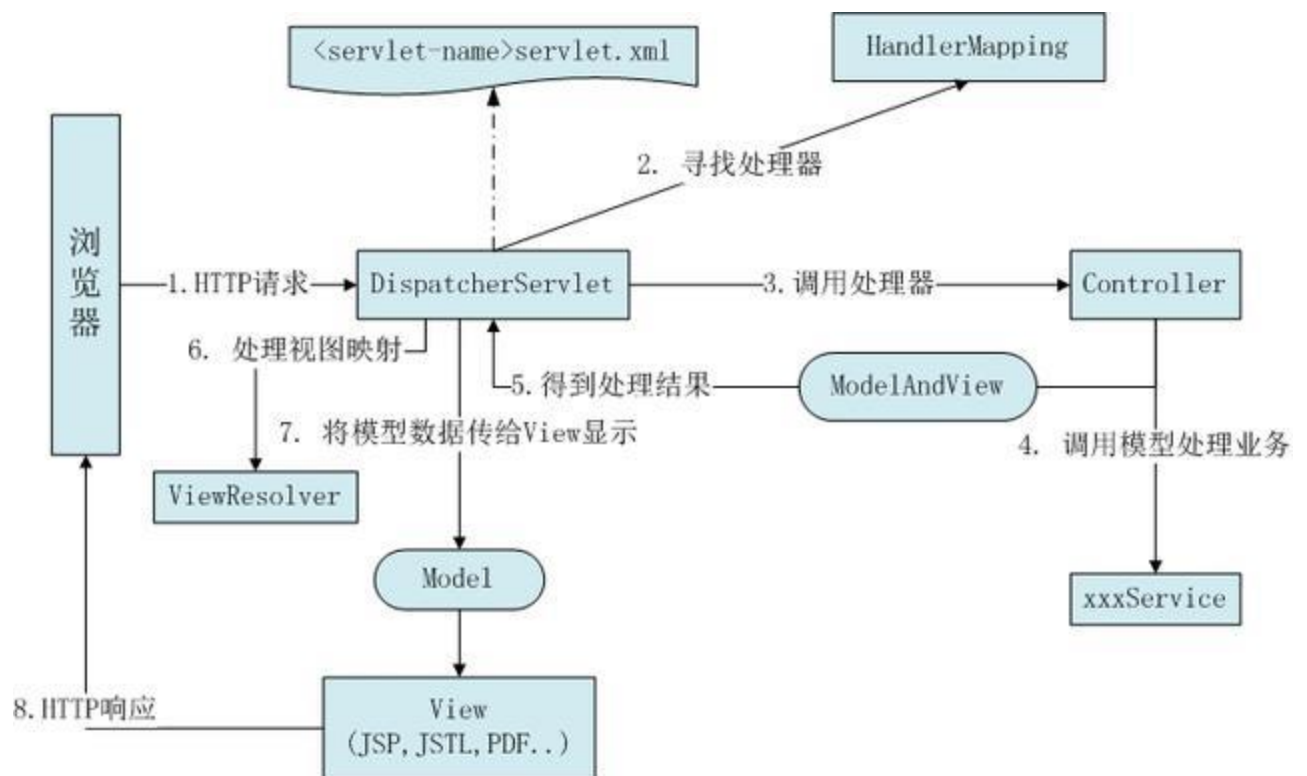 <servlet-name>servlet.xml
HandlerMapping
2. 寻找处理器
浏
览
器
1.HTTP请求
DispatcherServlet
3.调用处理器
Controller
6. 处理视图映射
5.得到处理结果
ModelAndView
7. 将模型数据传给View显示
4. 调用模型处理业务
ViewResolver
Model
xxxService
8.HTTP响应
View
(JSP,JSTL,PDF..)